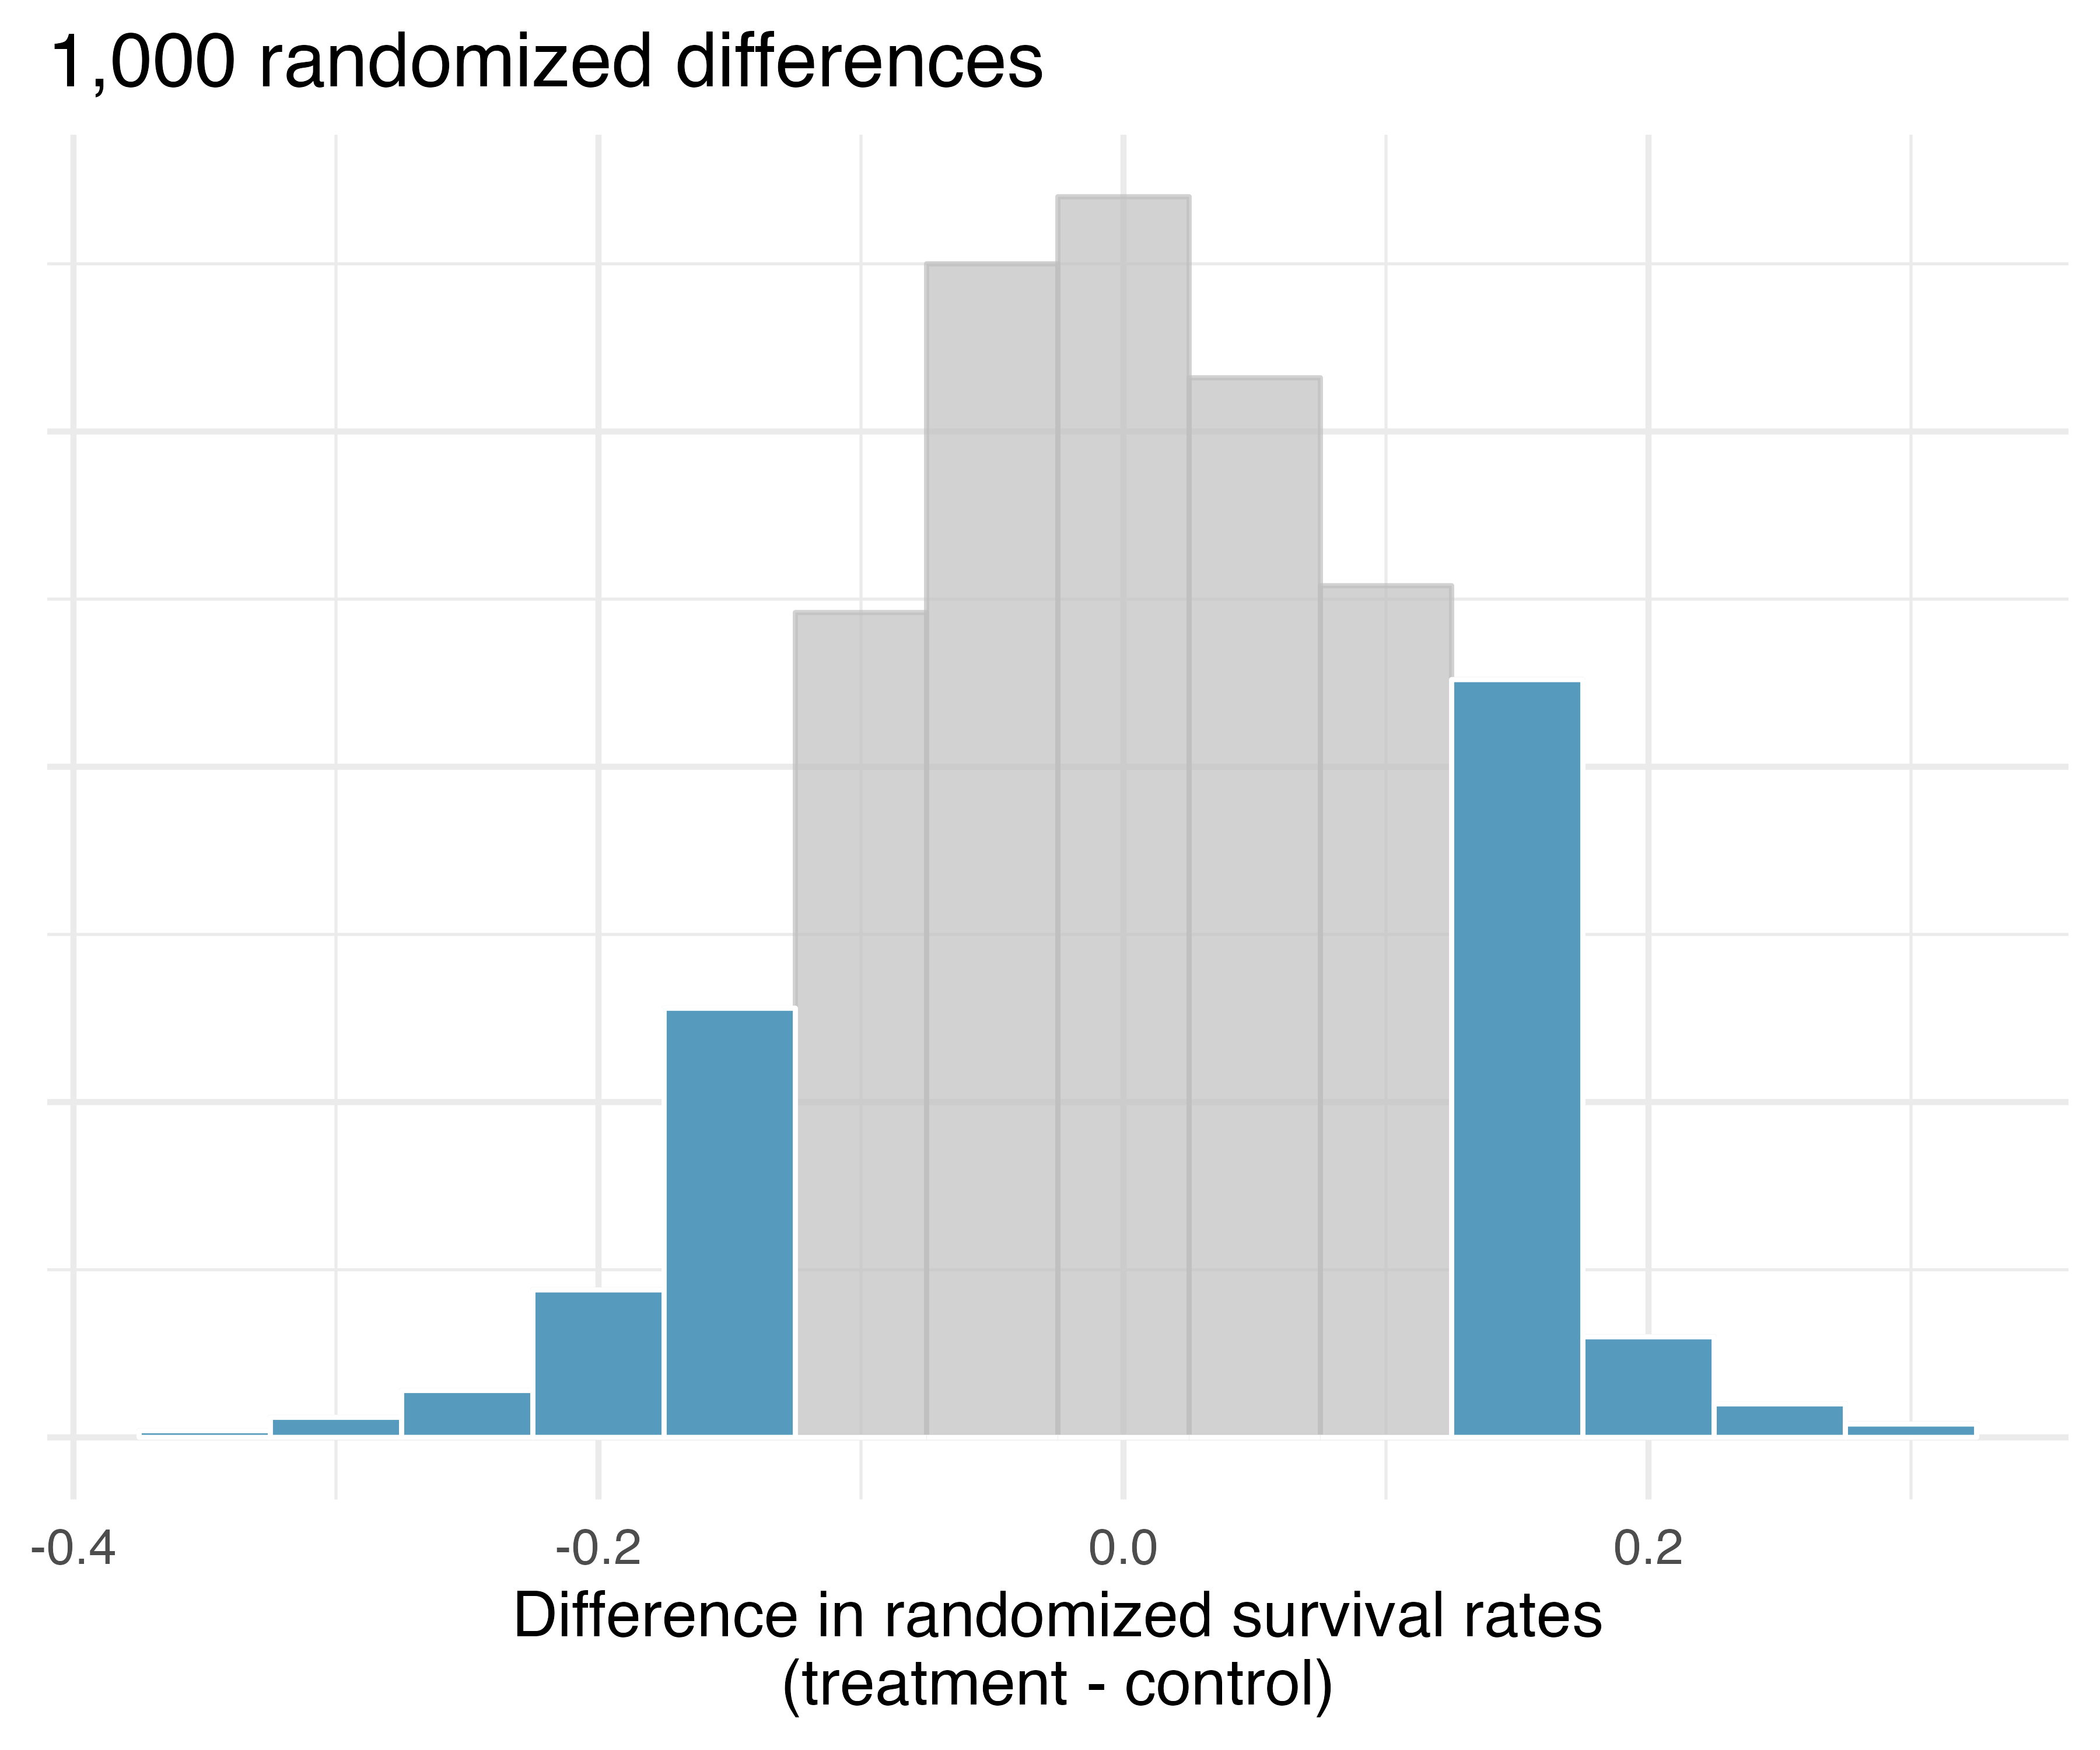 1,000 randomized differences
-0.4 -0.2 0.0 0.2
Difference in randomized survival rates
(treatment - control)